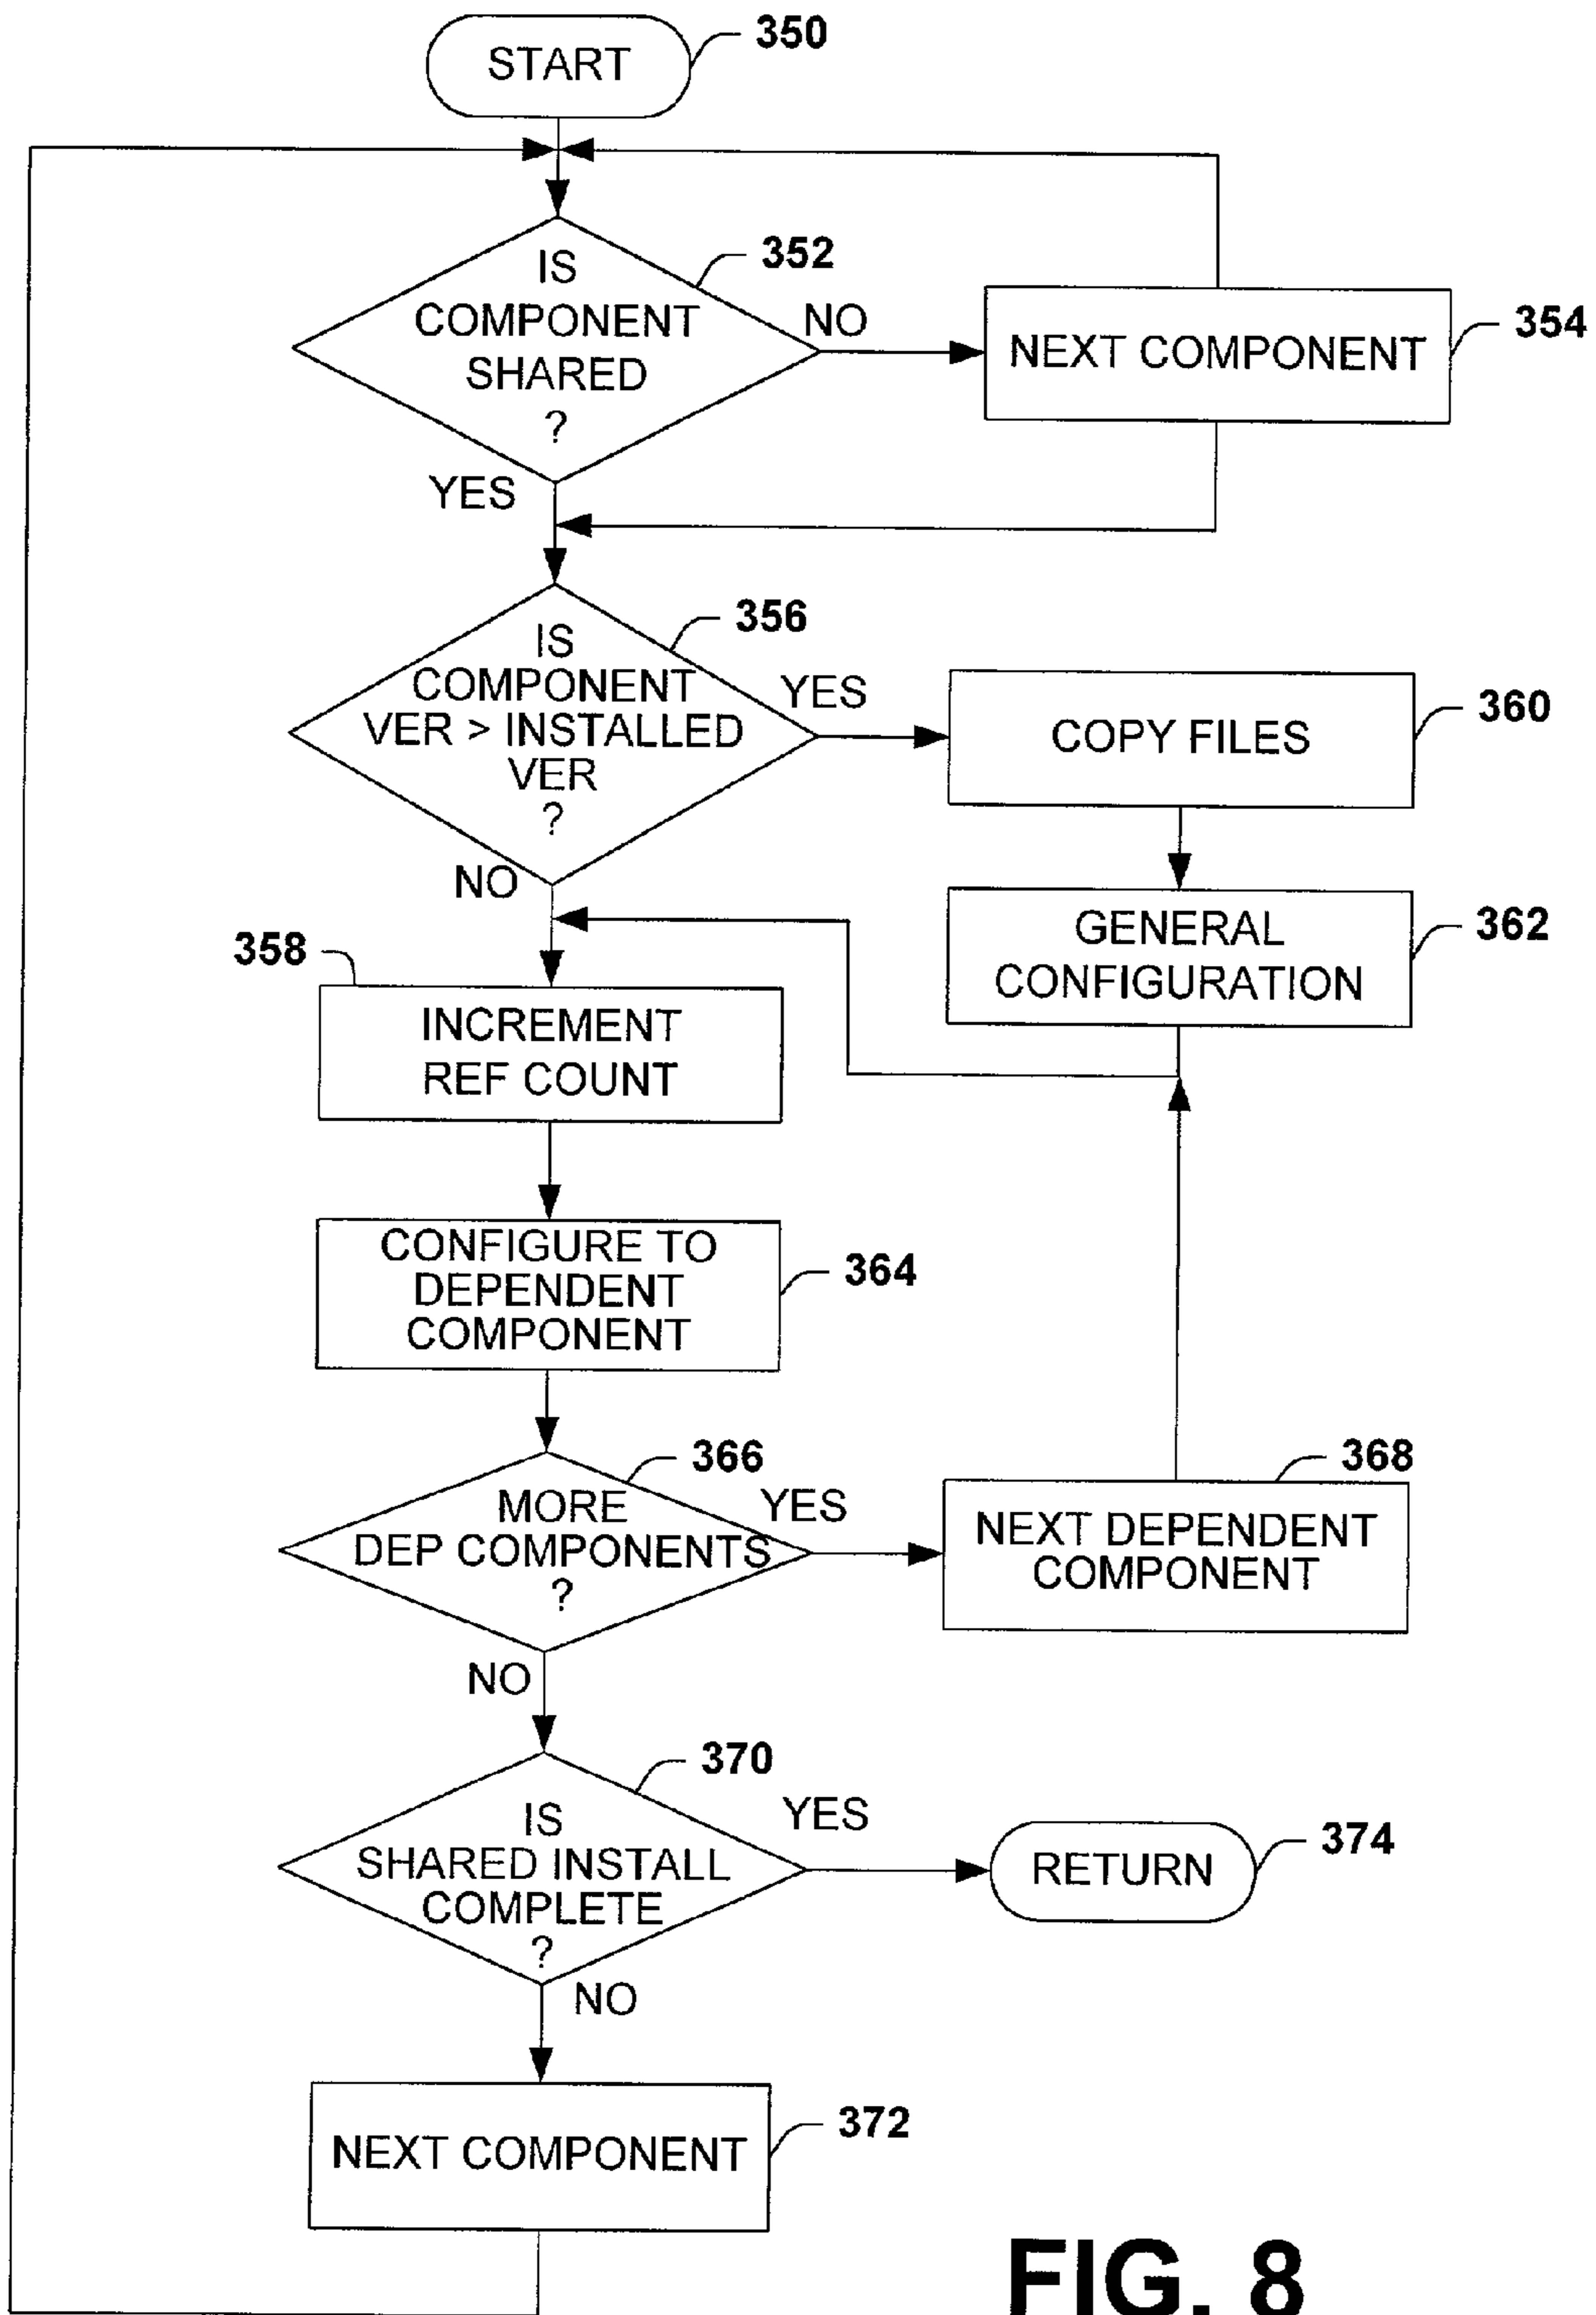 START
350
IS
COMPONENT
SHARED
?
352
NO
NEXT COMPONENT
354
YES
IS
COMPONENT
VER > INSTALLED
VER
?
356
YES
COPY FILES
360
NO
GENERAL
CONFIGURATION
362
358
INCREMENT
REF COUNT
CONFIGURE TO
DEPENDENT
COMPONENT
364
MORE
DEP COMPONENTS
?
366
YES
NEXT DEPENDENT
COMPONENT
368
NO
IS
SHARED INSTALL
COMPLETE
?
370
YES
RETURN
374
NO
NEXT COMPONENT
372
FIG. 8